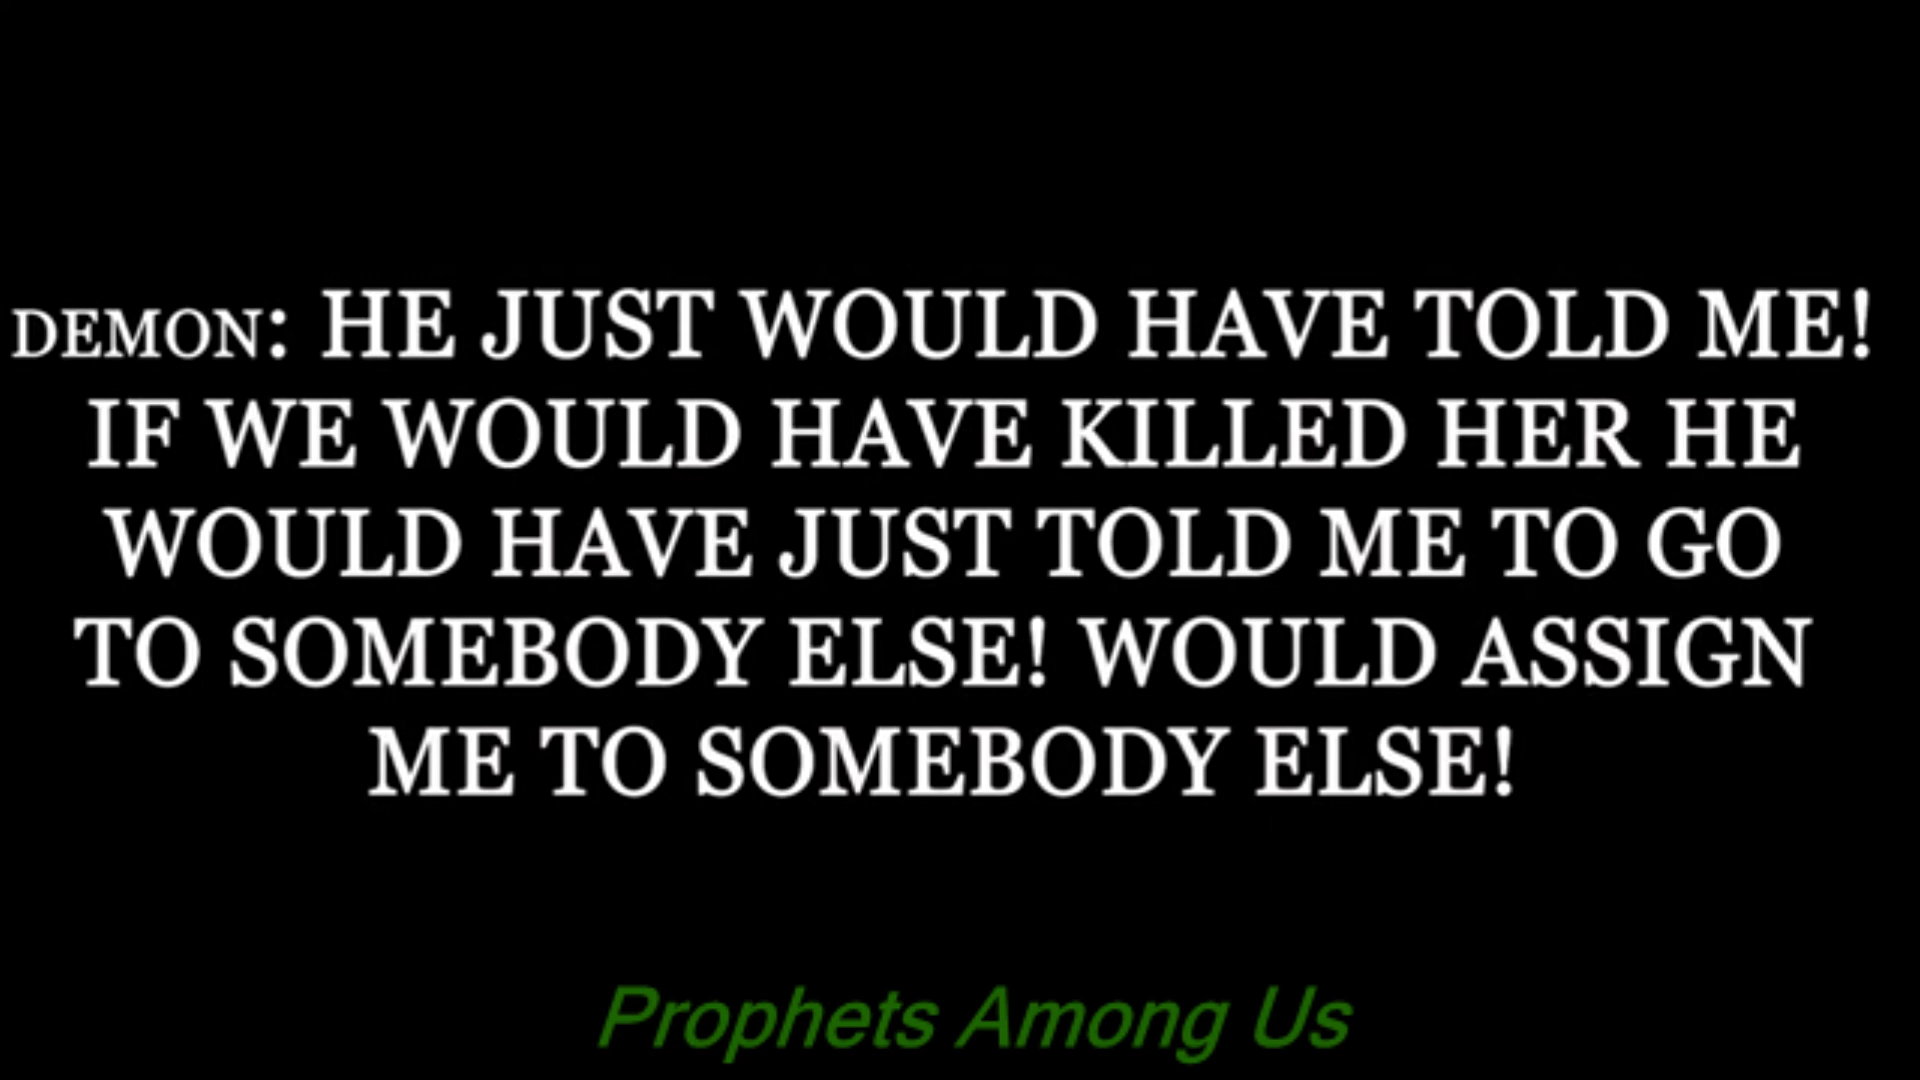 DEMON: HE JUST WOULD HAVE TOLD ME!
IF WE WOULD HAVE KILLED HER HE
WOULD HAVE JUST TOLD ME TO GO
TO SOMEBODY ELSE! WOULD ASSIGN
ME TO SOMEBODY ELSE!
Prophets Among Us